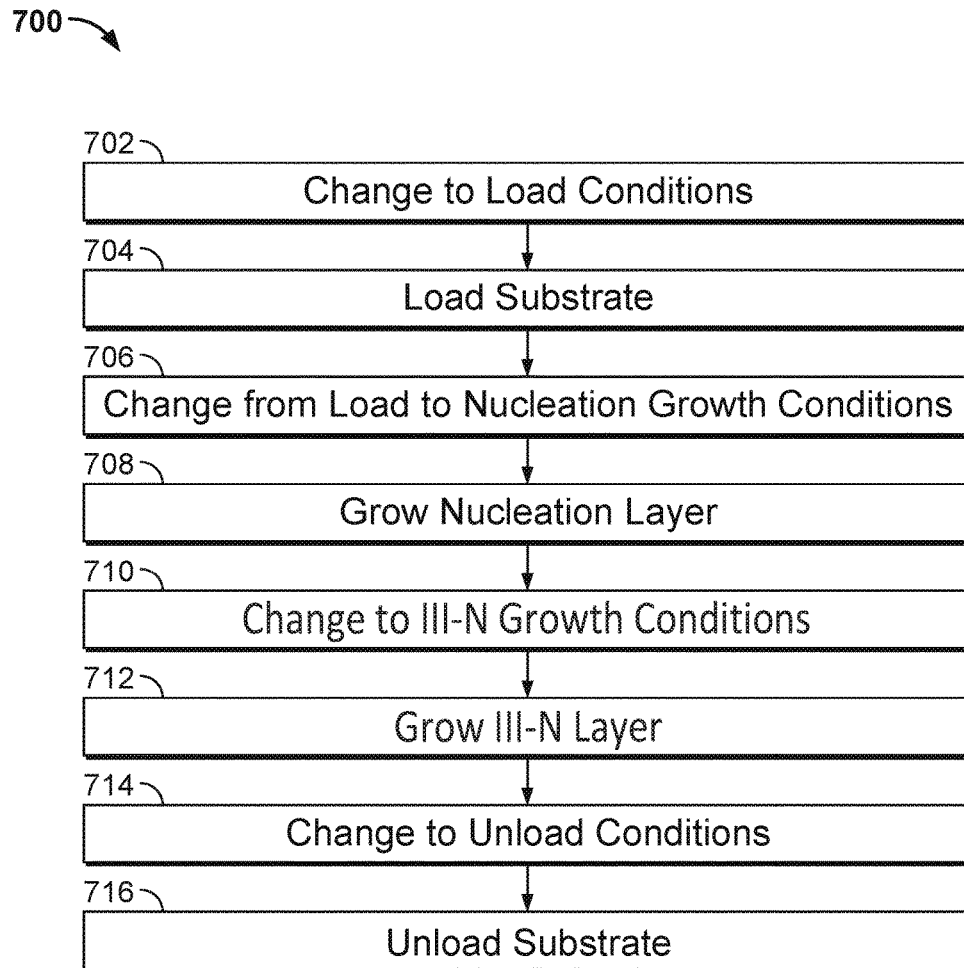 700
702
Change to Load Conditions
704
Load Substrate
706
Change from Load to Nucleation Growth Conditions
708
Grow Nucleation Layer
710
Change to III-N Growth Conditions
712
Grow III-N Layer
714
Change to Unload Conditions
716
Unload Substrate